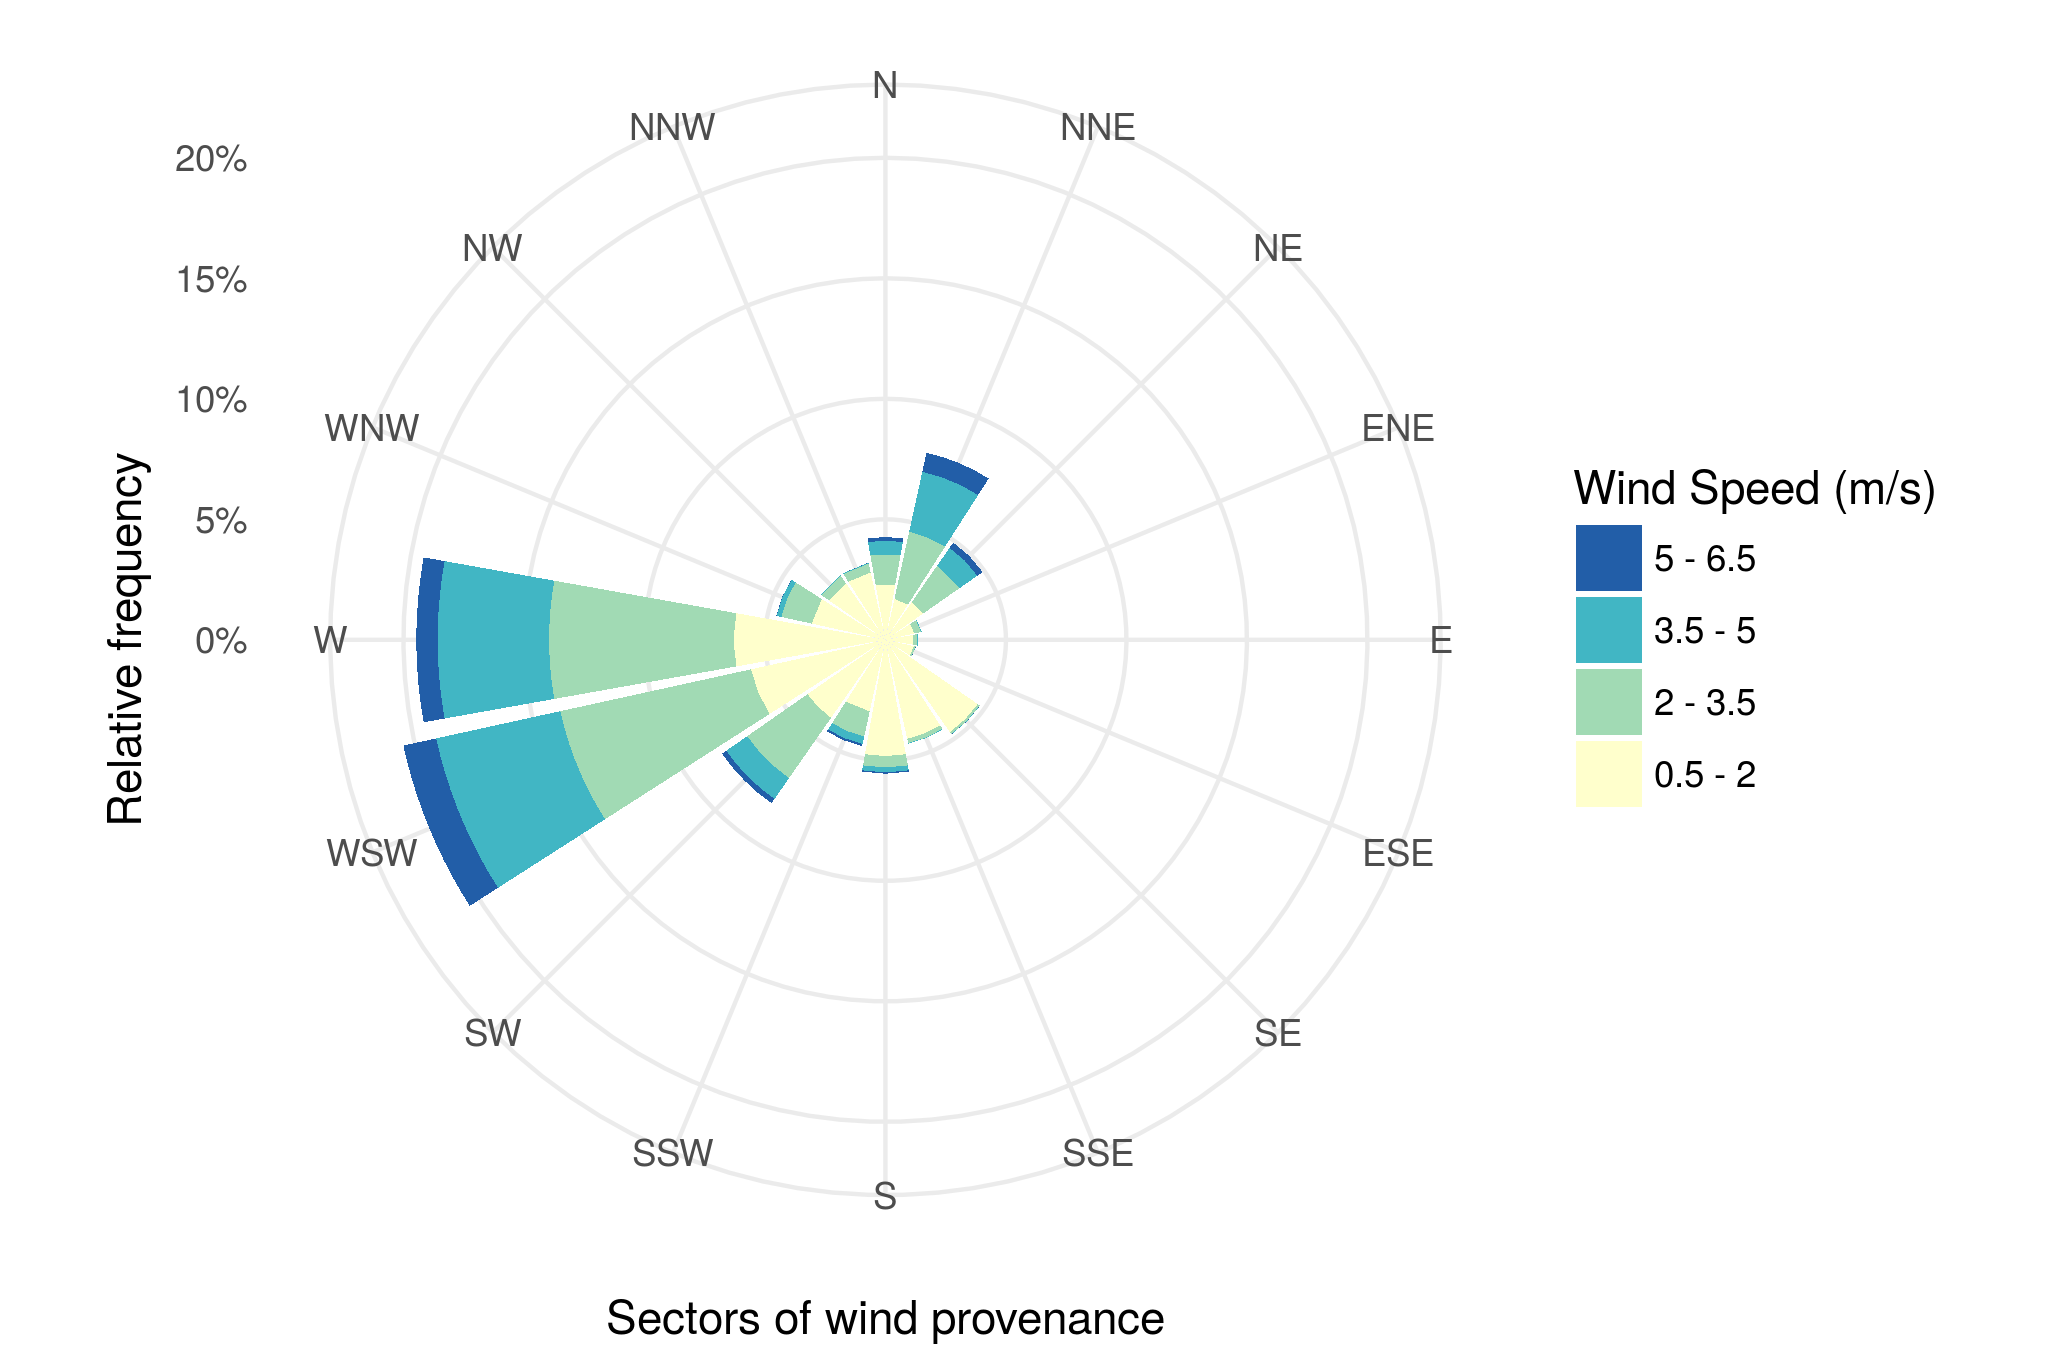 N
NNW
NNE
20%
NW
NE
15%
10%
WNW
ENE
5%
0%
W
E
WSW
ESE
SW
SE
SSW
SSE
S
Relative frequency
Sectors of wind provenance
Wind Speed (m/s)
5 - 6.5
3.5 - 5
2 - 3.5
0.5 - 2